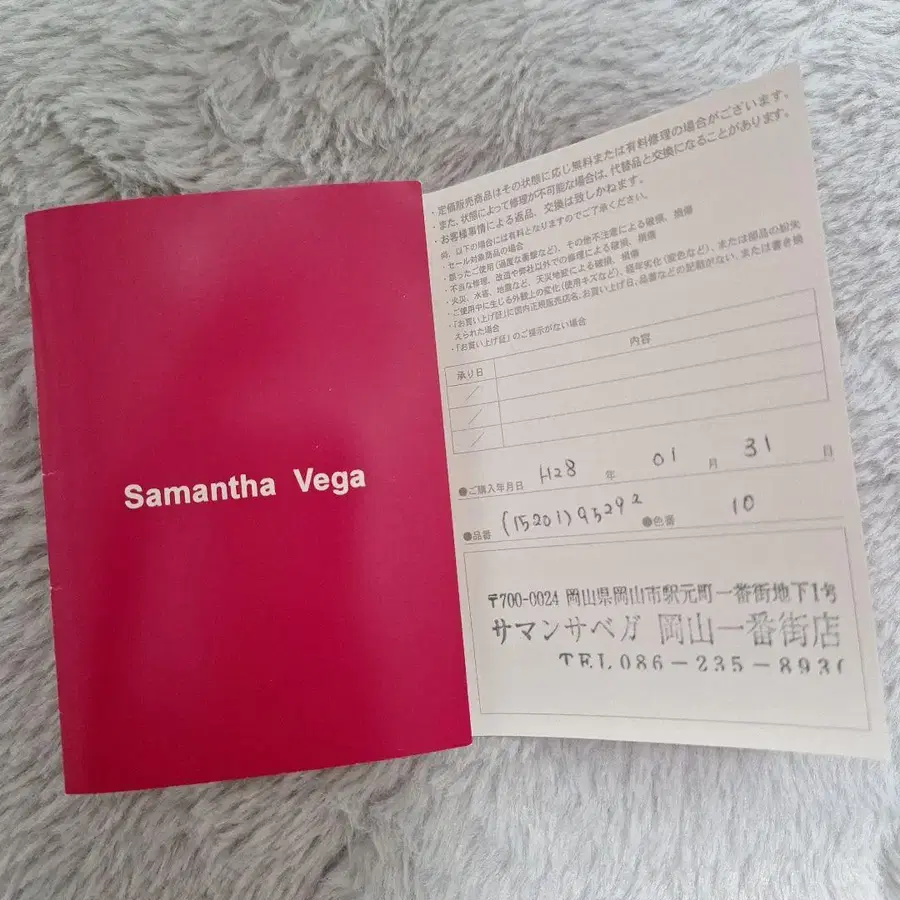 Samantha Vega
・定価販売商品はその状態に応じ無料または有料修理の場合がございます。
・また、状態によって修理が不可能な場合は、代替品と交換になることがあります。
・お客様事情による返品、交換は致しかねます。
尚、以下の場合には有料となりますのでご了承ください。
・セール対象商品の場合
・誤ったご使用(過度な衝撃など)、その他不注意による破損、損傷
・不当な修理、改造や弊社以外での修理による破損、損傷
・火災、水害、地震など、天災地変による破損、損傷
・ご使用中に生じる外観上の変化(使用キズなど)、経年劣化(変色など)、または部品の紛失
・「お買い上げ証」に国内正規販売店名、お買い上げ日、品番などの記載がない、または書き換
えられた場合
・「お買い上げ証」のご提示がない場合
承り日 内容
/
/
/
●ご購入年月日 H28 年 01 月 31 日
●品番 (15201)95292 ●色番 10
〒700-0024 岡山県岡山市駅元町一番街地下1号
サマンサベガ 岡山一番街店
TEL086-235-893